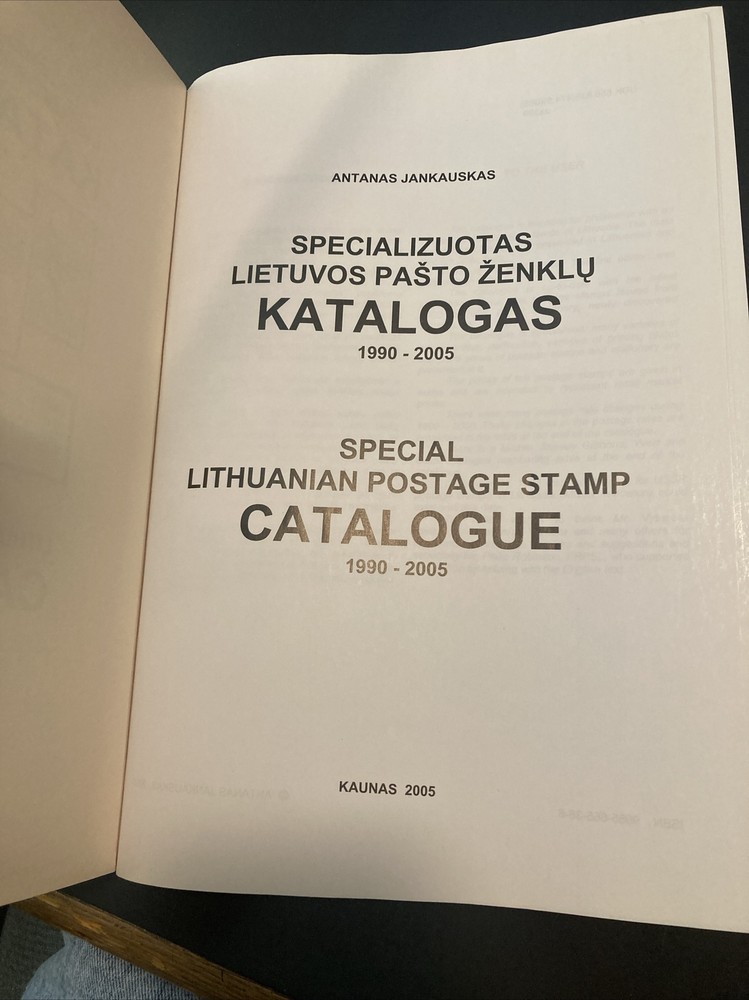 ANTANAS JANKAUSKAS
SPECIALIZUOTAS
LIETUVOS PAŠTO ŽENKLŲ
KATALOGAS
1990 - 2005
SPECIAL
LITHUANIAN POSTAGE STAMP
CATALOGUE
1990 - 2005
KAUNAS 2005